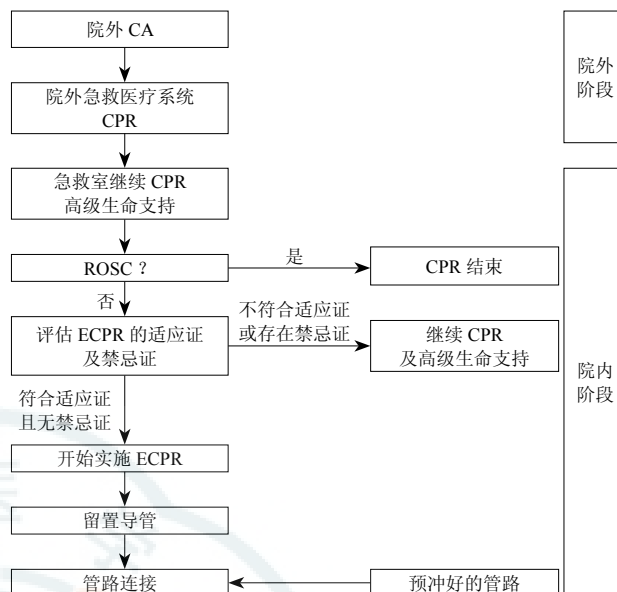 院外 CA
院外
阶段
院外急救医疗系统
CPR
急救室继续 CPR
高级生命支持
ROSC ?
是
CPR 结束
否
不符合适应证
或存在禁忌证
评估 ECPR 的适应证
及禁忌证
继续 CPR
及高级生命支持
院内
阶段
符合适应证
且无禁忌证
开始实施 ECPR
留置导管
管路连接
预冲好的管路